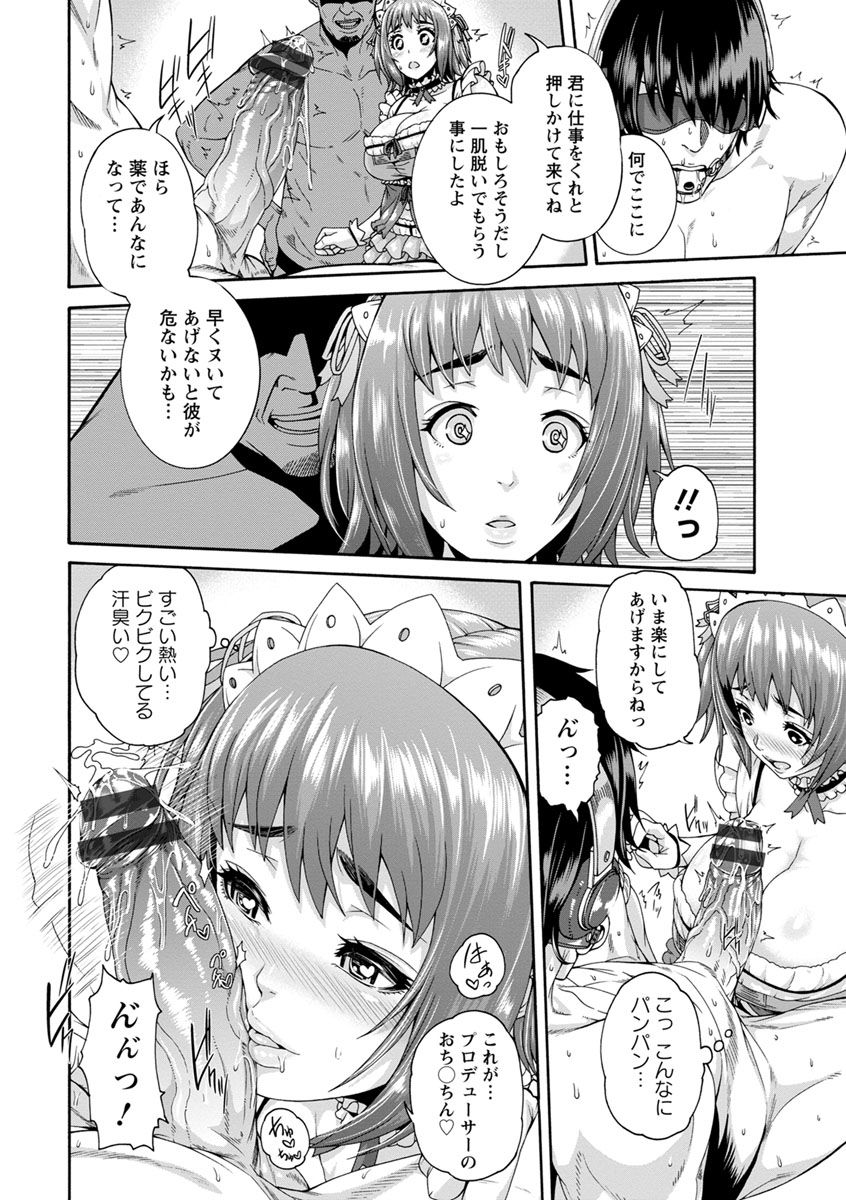 何でここに
君に仕事をくれと
押しかけて来てね
おもしろそうだし
一肌脱いでもらう
事にしたよ
ほら
薬であんなに
なって…
早くヌいて
あげないと彼が
危ないかも…
!!っ
いま楽にして
あげますからねっ
ん゛っ…
こっ こんなに
パンパン…
すごい熱い…
ビクビクしてる
汗臭い♡
はぁっ♡
これが…
プロデューサーの
おち〇ちん♡
ん゛ん゛っ!